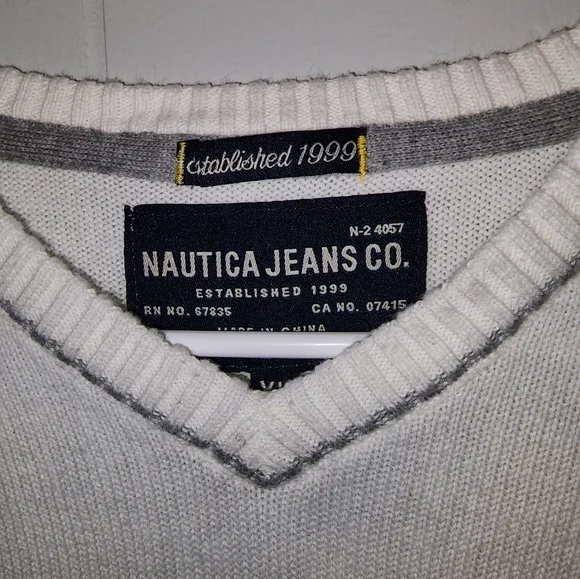 established 1999
N-2 4057
NAUTICA JEANS CO.
ESTABLISHED 1999
RN NO. 67835 CA NO. 07415
MADE IN CHINA